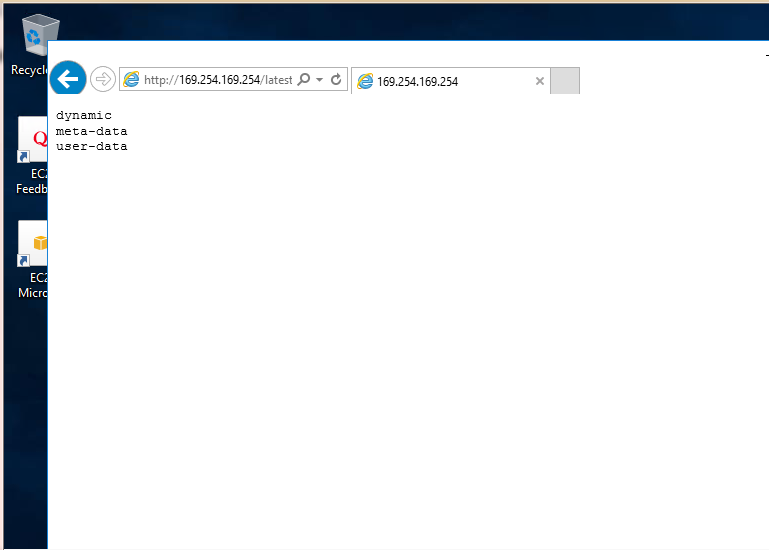 Recycle
http://169.254.169.254/latest
169.254.169.254
dynamic
meta-data
user-data
EC2
Feedb
EC2
Micro